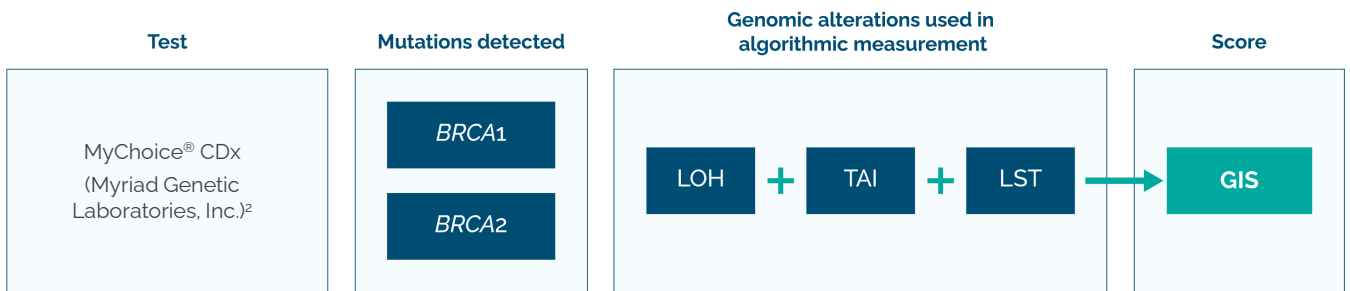 Test
Mutations detected
Genomic alterations used in
algorithmic measurement
Score
MyChoice® CDx
(Myriad Genetic
Laboratories, Inc.)²
BRCA1
BRCA2
LOH + TAI + LST
GIS